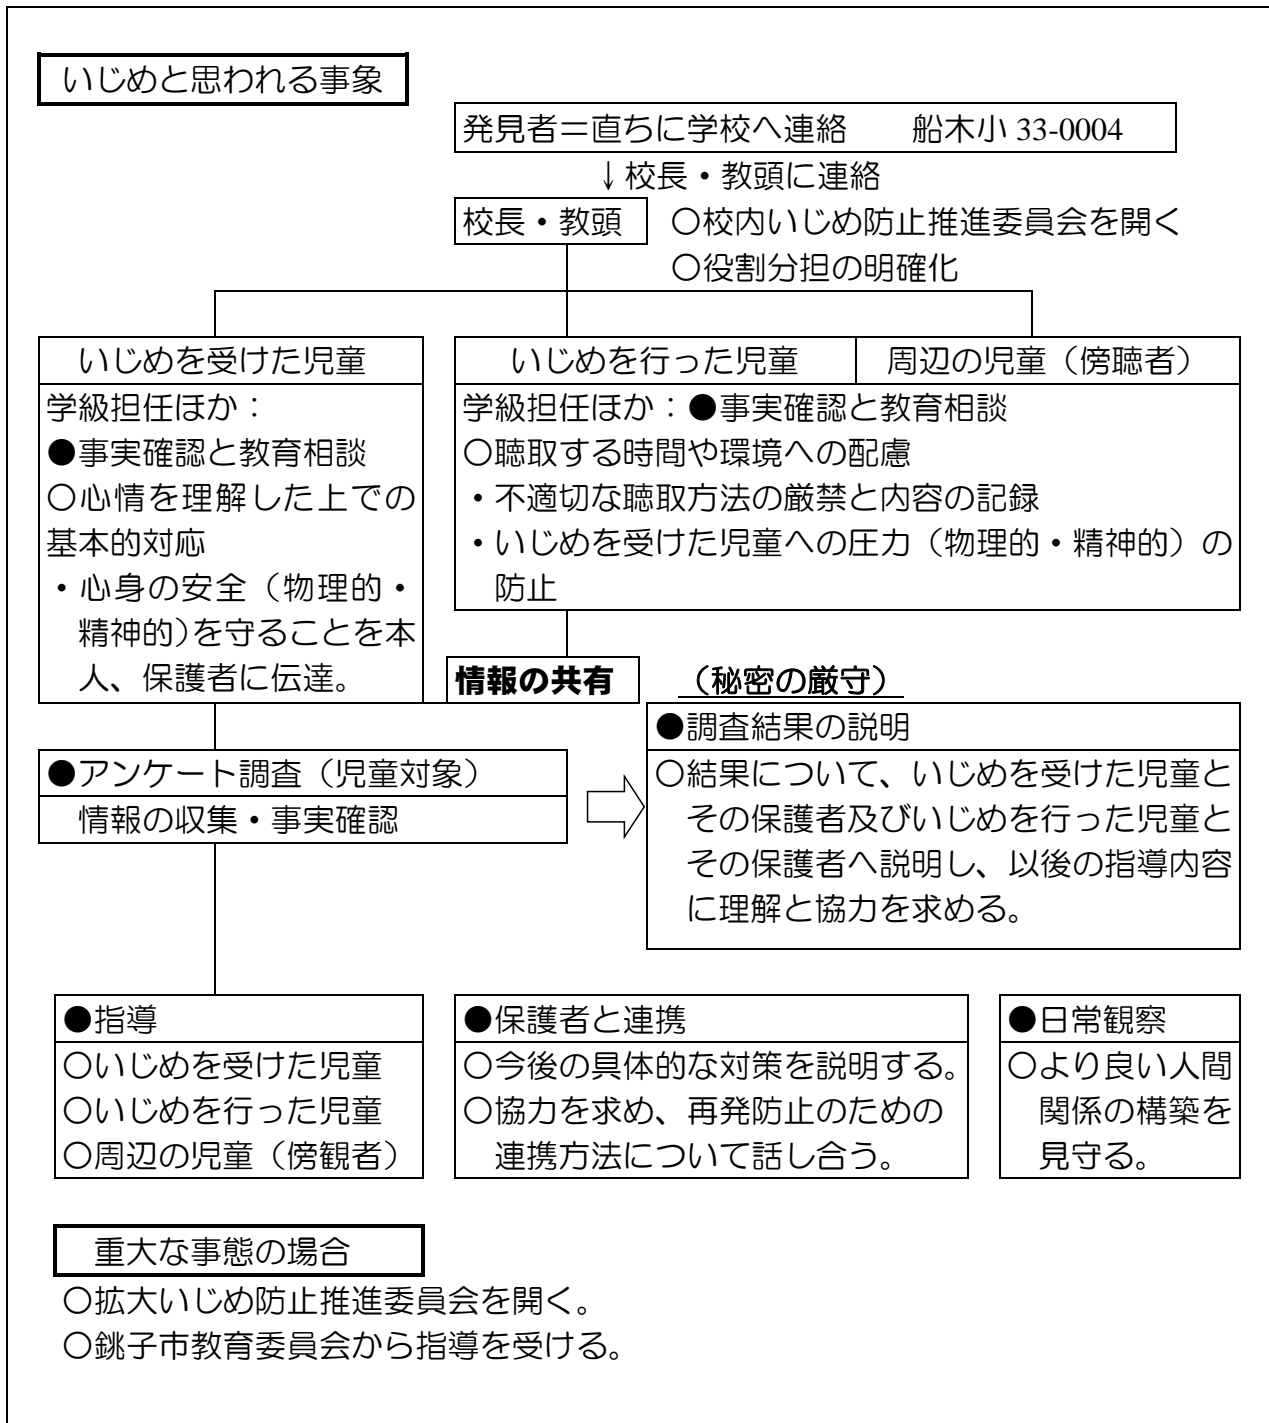 いじめと思われる事象
発見者＝直ちに学校へ連絡　　船木小 33-0004
↓校長・教頭に連絡
校長・教頭
○校内いじめ防止推進委員会を開く
○役割分担の明確化
いじめを受けた児童
学級担任ほか：
●事実確認と教育相談
○心情を理解した上での
基本的対応
・心身の安全（物理的・
精神的）を守ることを本
人、保護者に伝達。
いじめを行った児童
周辺の児童（傍聴者）
学級担任ほか：●事実確認と教育相談
○聴取する時間や環境への配慮
・不適切な聴取方法の厳禁と内容の記録
・いじめを受けた児童への圧力（物理的・精神的）の
防止
情報の共有
（秘密の厳守）
●アンケート調査（児童対象）
情報の収集・事実確認
●調査結果の説明
○結果について、いじめを受けた児童と
その保護者及びいじめを行った児童と
その保護者へ説明し、以後の指導内容
に理解と協力を求める。
●指導
○いじめを受けた児童
○いじめを行った児童
○周辺の児童（傍観者）
●保護者と連携
○今後の具体的な対策を説明する。
○協力を求め、再発防止のための
連携方法について話し合う。
●日常観察
○より良い人間
関係の構築を
見守る。
重大な事態の場合
○拡大いじめ防止推進委員会を開く。
○銚子市教育委員会から指導を受ける。